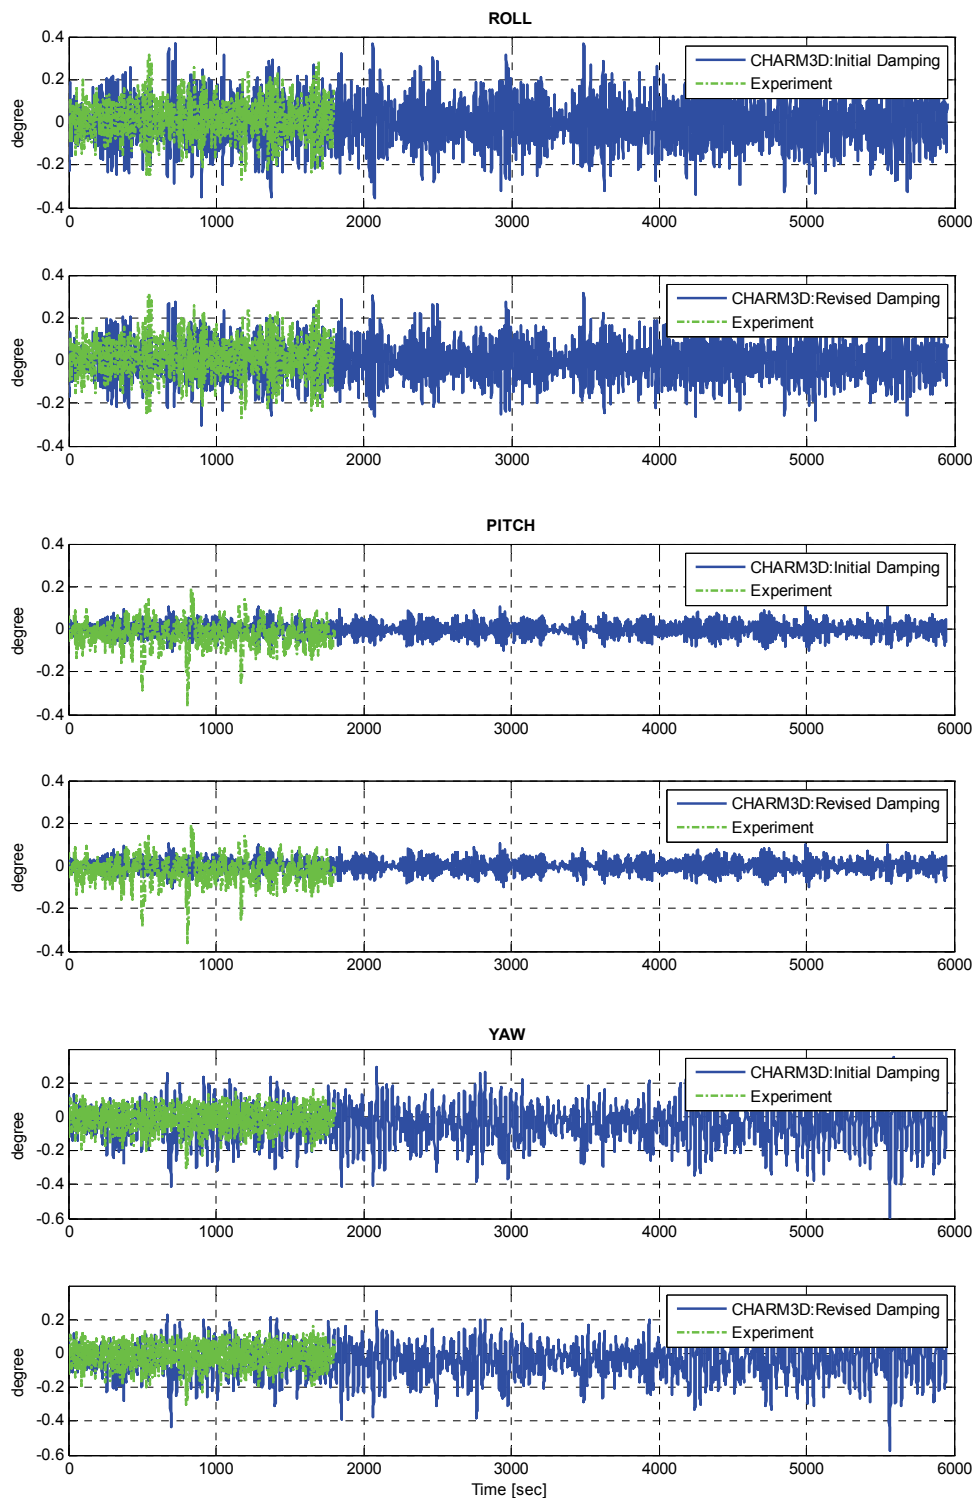 ROLL
0.4
0.2
0
-0.2
-0.4
degree
CHARM3D:Initial Damping
Experiment
0 1000 2000 3000 4000 5000 6000
0.4
0.2
0
-0.2
-0.4
degree
CHARM3D:Revised Damping
Experiment
0 1000 2000 3000 4000 5000 6000
PITCH
0.4
0.2
0
-0.2
-0.4
degree
CHARM3D:Initial Damping
Experiment
0 1000 2000 3000 4000 5000 6000
0.4
0.2
0
-0.2
-0.4
degree
CHARM3D:Revised Damping
Experiment
0 1000 2000 3000 4000 5000 6000
YAW
0.2
0
-0.2
-0.4
-0.6
degree
CHARM3D:Initial Damping
Experiment
0 1000 2000 3000 4000 5000 6000
0.2
0
-0.2
-0.4
-0.6
degree
CHARM3D:Revised Damping
Experiment
0 1000 2000 3000 4000 5000 6000
Time [sec]